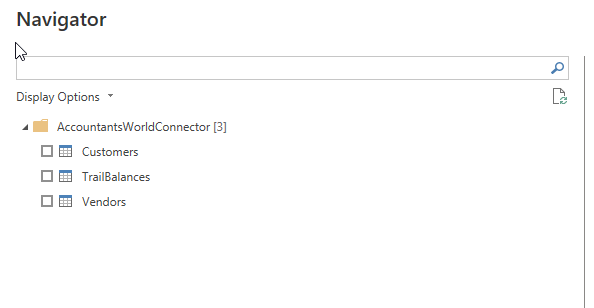 Navigator
Display Options
AccountantsWorldConnector [3]
Customers
TrailBalances
Vendors